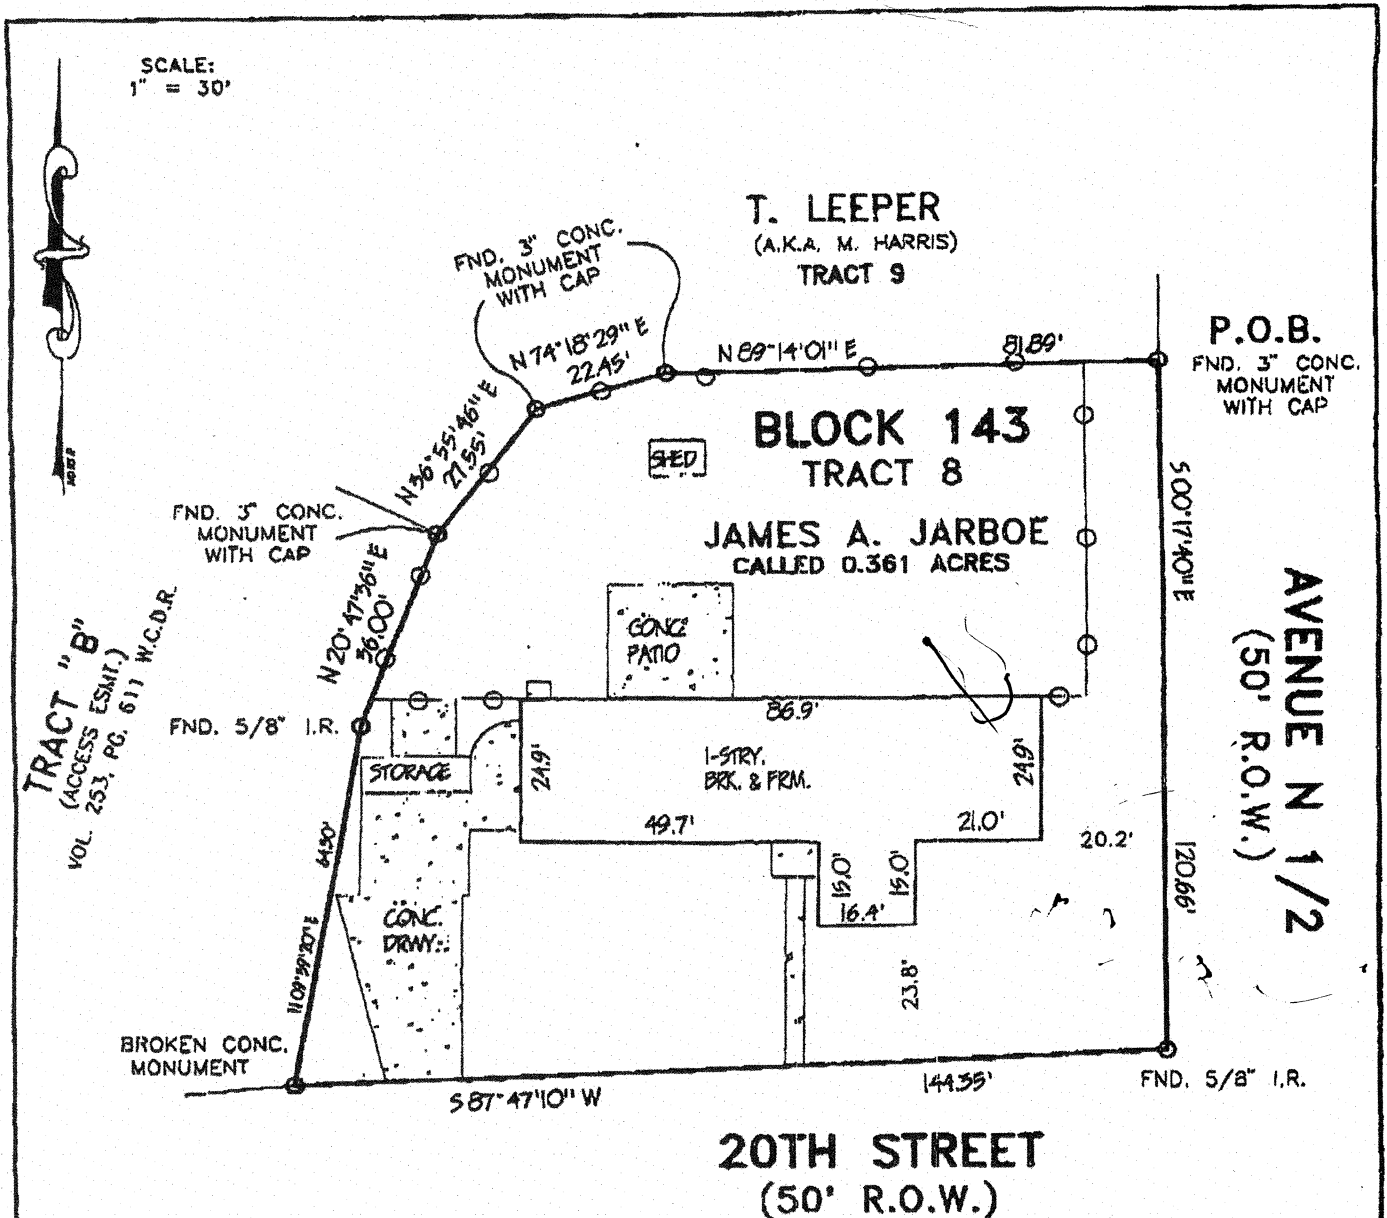 SCALE:
1" = 30'
T. LEEPER
(A.K.A. M. HARRIS)
TRACT 9
FND. 3" CONC.
MONUMENT
WITH CAP
N 74°18'29" E
22.45'
N 89°14'01" E
81.89'
P.O.B.
FND. 3" CONC.
MONUMENT
WITH CAP
N 36°55'46" E
27.55'
BLOCK 143
TRACT 8
SHED
JAMES A. JARBOE
CALLED 0.361 ACRES
S 00°17'40" E
120.66'
AVENUE N 1/2
(50' R.O.W.)
FND. 3" CONC.
MONUMENT
WITH CAP
N 20°47'36" E
36.00'
TRACT "B"
(ACCESS ESMT.)
VOL. 253, PG. 611 W.C.D.R.
CONC.
PATIO
FND. 5/8" I.R.
86.9'
STORAGE
24.9'
1-STRY.
BRK. & FRM.
24.9'
49.7'
21.0'
20.2'
15.0'
15.0'
16.4'
64.90'
CONC.
DRWY.
23.8'
BROKEN CONC.
MONUMENT
S 87°47'10" W
144.35'
FND. 5/8" I.R.
20TH STREET
(50' R.O.W.)